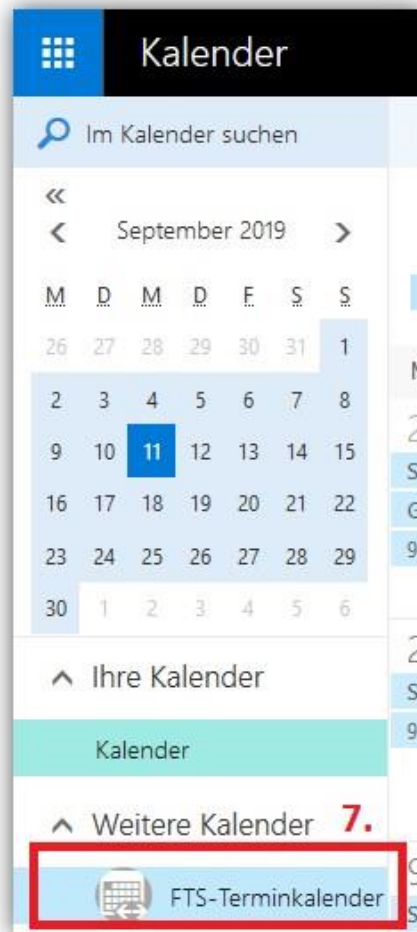 Kalender
Im Kalender suchen
«
< September 2019 >
M D M D F S S
26 27 28 29 30 31 1
2 3 4 5 6 7 8
9 10 11 12 13 14 15
16 17 18 19 20 21 22
23 24 25 26 27 28 29
30 1 2 3 4 5 6
Ihre Kalender
Kalender
Weitere Kalender 7.
FTS-Terminkalender